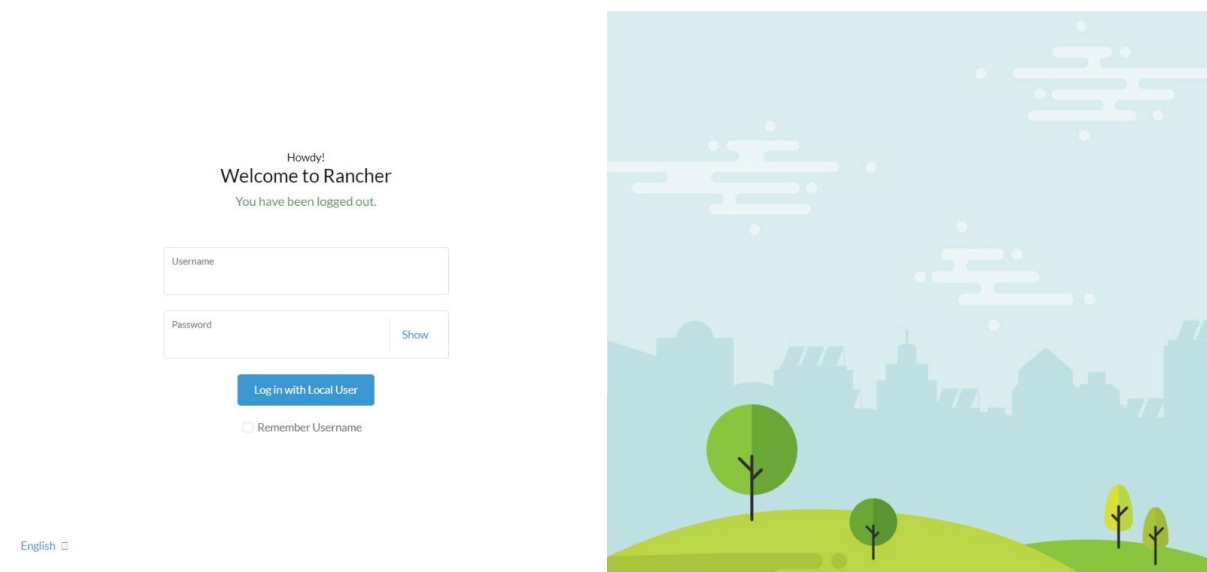 Howdy!
Welcome to Rancher
You have been logged out.
Username
Password
Show
Log in with Local User
Remember Username
English